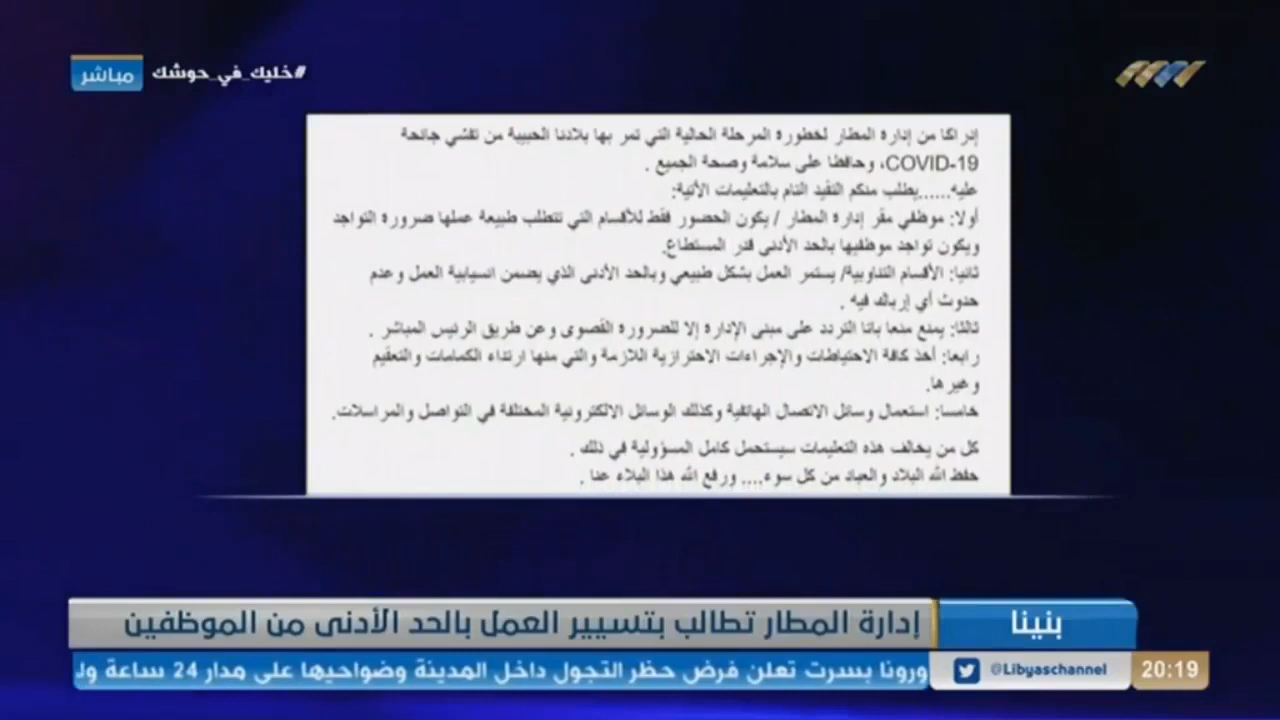 مباشر
#خليك_في_حوشك
إدراكا من إدارة المطار لخطورة المرحلة الحالية التي تمر بها بلادنا الحبيبة من تفشي جائحة
COVID-19، وحافظا على سلامة وصحة الجميع .
عليه......يطلب منكم التقيد التام بالتعليمات الأتية:
أولا: موظفي مقر إدارة المطار / يكون الحضور فقط للأقسام التي تتطلب طبيعة عملها ضرورة التواجد
ويكون تواجد موظفيها بالحد الأدنى قدر المستطاع.
ثانيا: الأقسام التناوبية/ يستمر العمل بشكل طبيعي وبالحد الأدنى الذي يضمن انسيابية العمل وعدم
حدوث أي إرباك فيه .
ثالثا: يمنع منعا باتا التردد على مبنى الإدارة إلا للضرورة القصوى وعن طريق الرئيس المباشر .
رابعا: أخذ كافة الاحتياطات والإجراءات الاحترازية اللازمة والتي منها ارتداء الكمامات والتعقيم
وغيرها.
خامسا: استعمال وسائل الاتصال الهاتفية وكذلك الوسائل الالكترونية المختلفة في التواصل والمراسلات.
كل من يخالف هذه التعليمات سيتحمل كامل المسؤولية في ذلك .
حفظ الله البلاد والعباد من كل سوء.... ورفع الله هذا البلاء عنا .
بنينا
إدارة المطار تطالب بتسيير العمل بالحد الأدنى من الموظفين
ورونا بسرت تعلن فرض حظر التجول داخل المدينة وضواحيها على مدار 24 ساعة ولـ
@Libyaschannel
20:19